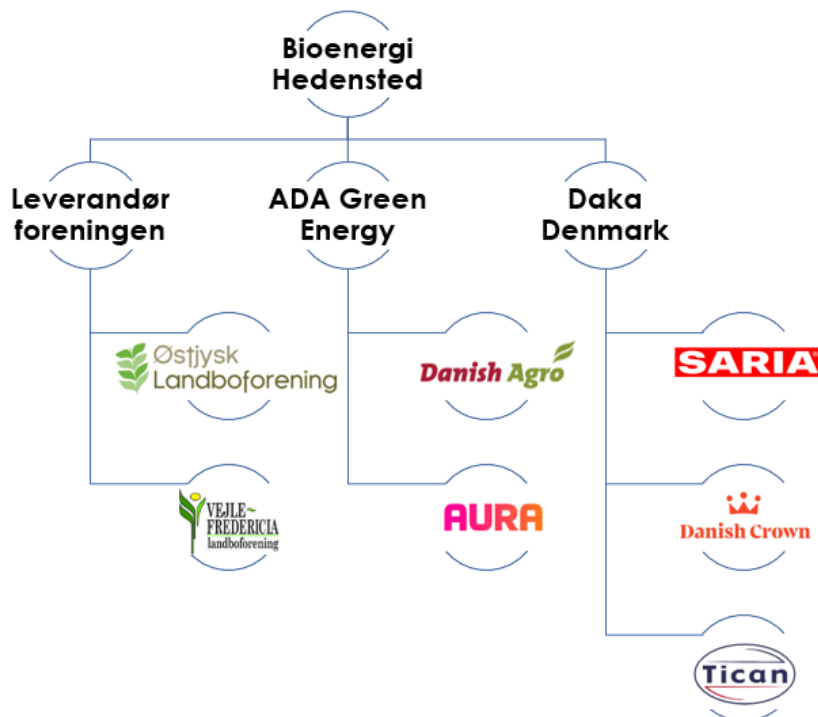 Bioenergi
Hedensted
Leverandør
foreningen
ADA Green
Energy
Daka
Denmark
Østjysk
Landboforening
Danish Agro
SARIA
VEJLE~
FREDERICIA
landboforening
AURA
Danish Crown
Tican